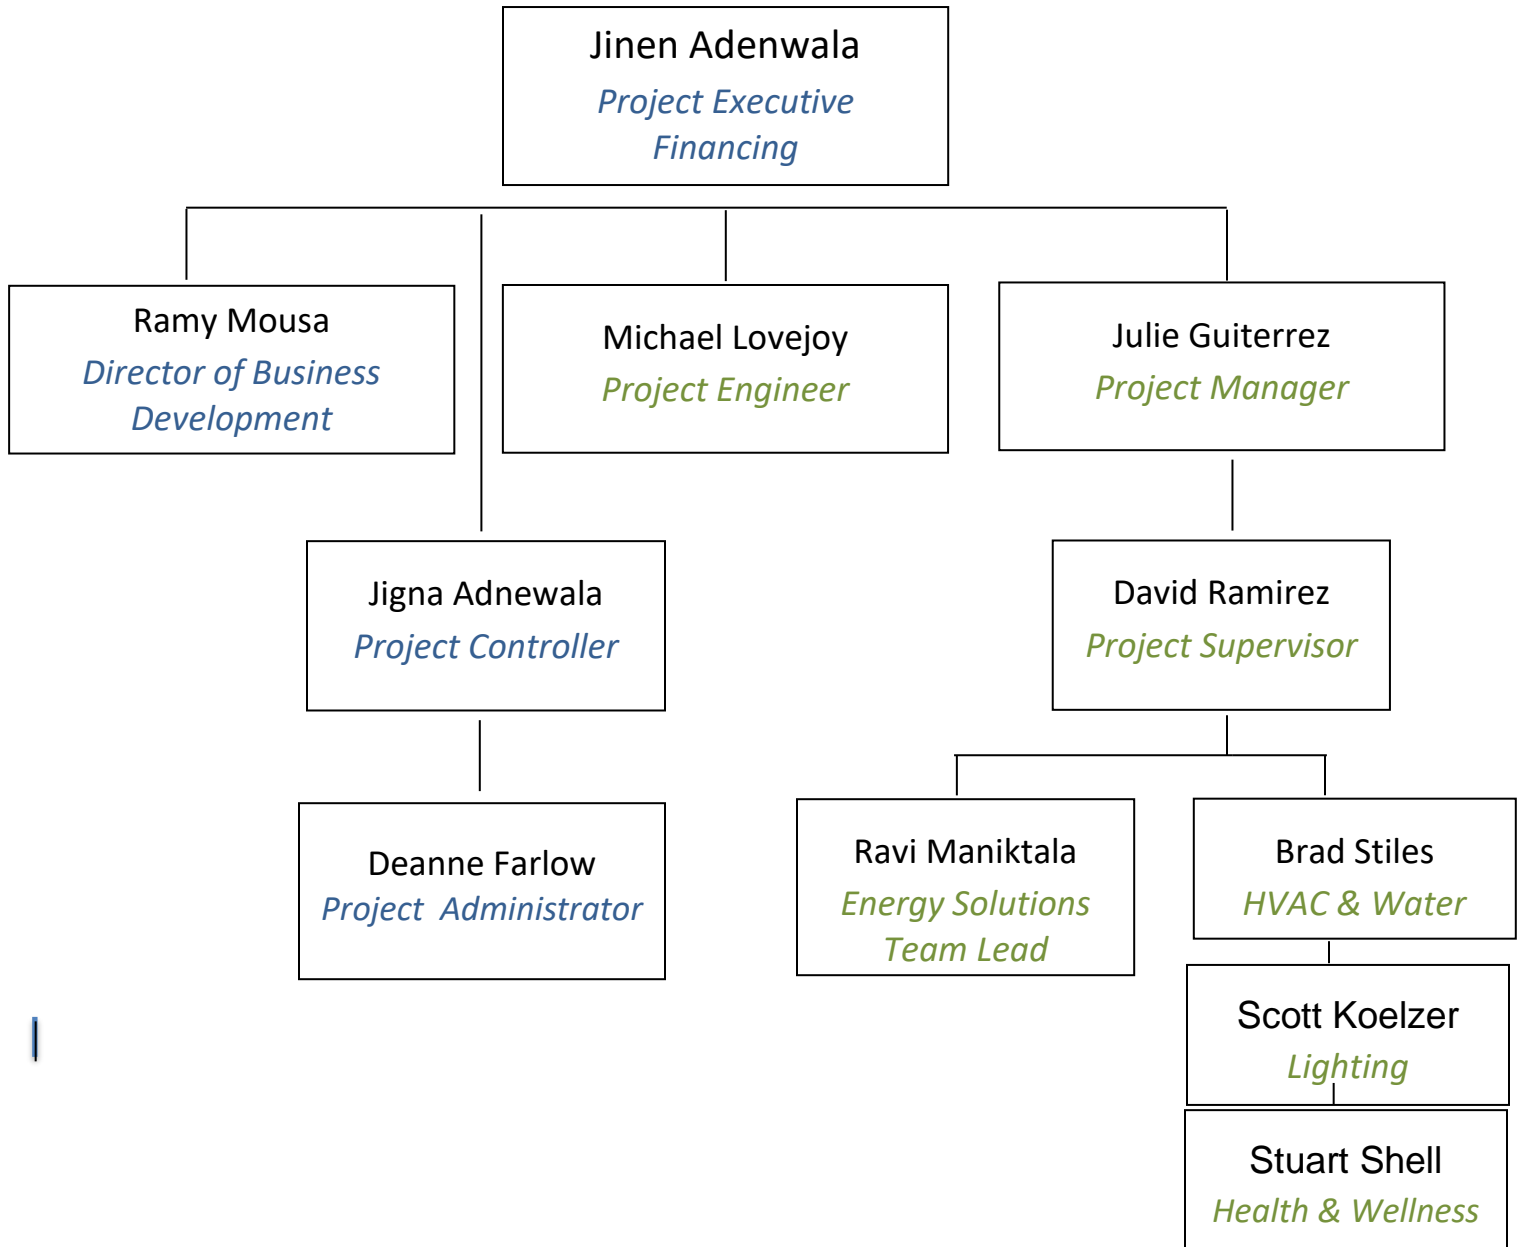 Jinen Adenwala
Project Executive
Financing
Ramy Mousa
Director of Business
Development
Michael Lovejoy
Project Engineer
Julie Guiterrez
Project Manager
Jigna Adnewala
Project Controller
David Ramirez
Project Supervisor
Deanne Farlow
Project  Administrator
Ravi Maniktala
Energy Solutions
Team Lead
Brad Stiles
HVAC & Water
Scott Koelzer
Lighting
Stuart Shell
Health & Wellness